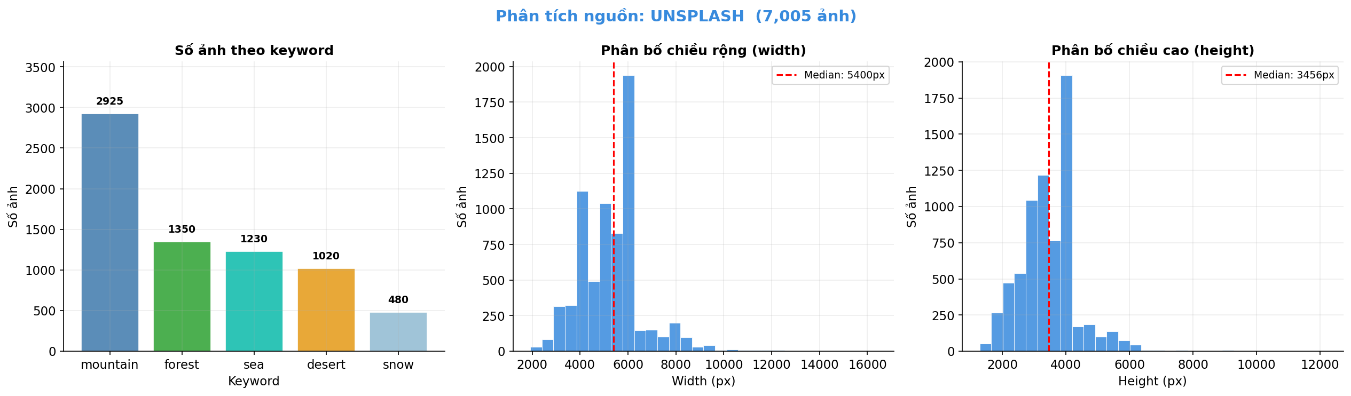 Phân tích nguồn: UNSPLASH (7,005 ảnh)
Số ảnh theo keyword
3500
3000
2500
2000
1500
1000
500
0
Số ảnh
2925
1350
1230
1020
480
mountain forest sea desert snow
Keyword
Phân bố chiều rộng (width)
Median: 5400px
2000
1750
1500
1250
1000
750
500
250
0
Số ảnh
2000 4000 6000 8000 10000 12000 14000 16000
Width (px)
Phân bố chiều cao (height)
Median: 3456px
2000
1750
1500
1250
1000
750
500
250
0
Số ảnh
2000 4000 6000 8000 10000 12000
Height (px)